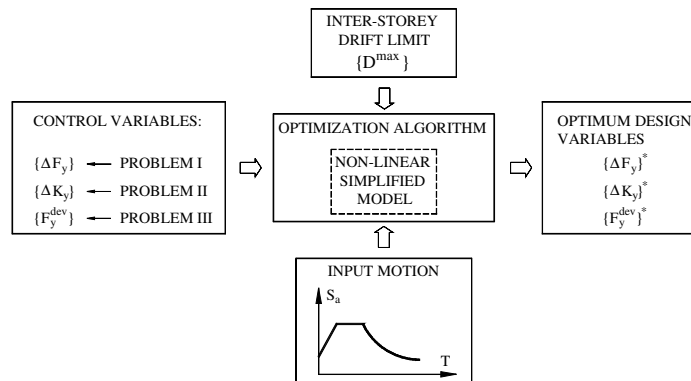 INTER-STOREY
DRIFT LIMIT
{D^max}
CONTROL VARIABLES:
{ΔF_y} ← PROBLEM I
{ΔK_y} ← PROBLEM II
{F_y^dev} ← PROBLEM III
OPTIMIZATION ALGORITHM
NON-LINEAR
SIMPLIFIED
MODEL
OPTIMUM DESIGN
VARIABLES
{ΔF_y}^*
{ΔK_y}^*
{F_y^dev}^*
INPUT MOTION
S_a
T